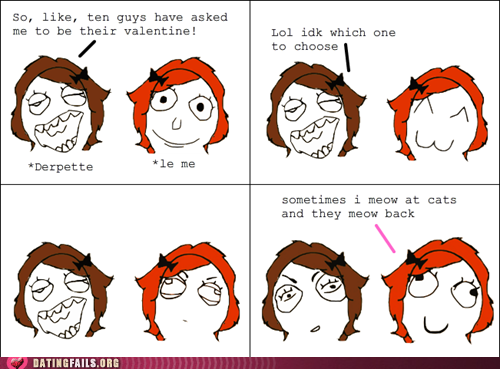 So, like, ten guys have asked
me to be their valentine!
*Derpette
*le me
Lol idk which one
to choose
sometimes i meow at cats
and they meow back
DATINGFAILS.ORG